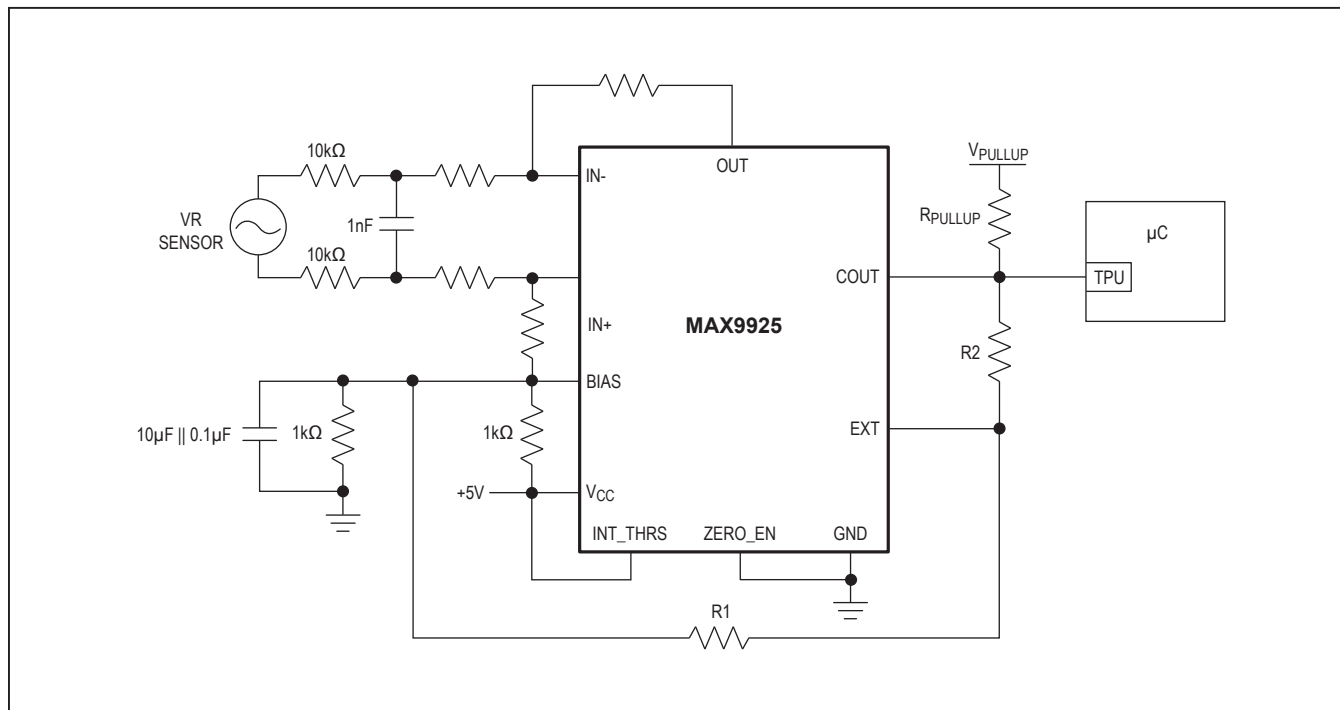 OUT
10kΩ
IN-
VR
SENSOR
1nF
10kΩ
IN+
MAX9925
BIAS
10µF || 0.1µF
1kΩ
1kΩ
+5V
VCC
INT_THRS
ZERO_EN
GND
COUT
EXT
VPULLUP
RPULLUP
µC
TPU
R2
R1